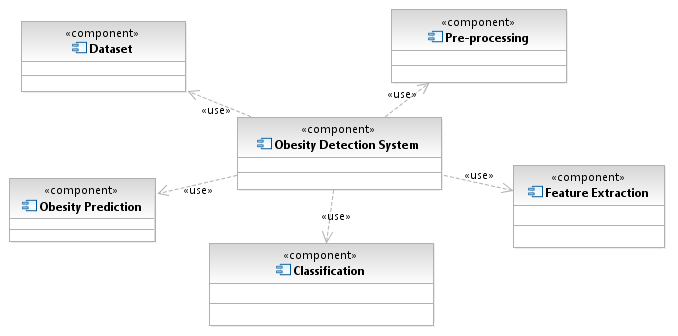 «component»
Pre-processing
«component»
Dataset
«use»
«use»
«component»
Obesity Detection System
«component»
Feature Extraction
«use»
«component»
Obesity Prediction
«use»
«use»
«component»
Classification